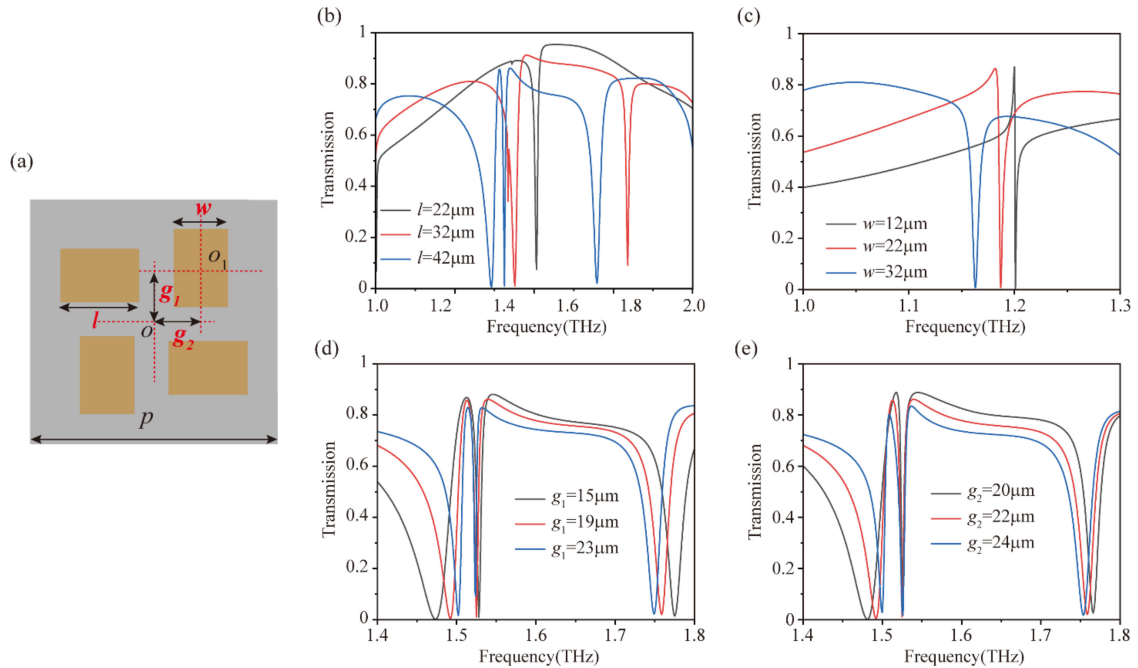 (a)
w
o1
g1
l
o
g2
p
(b)
Transmission
1
0.8
0.6
0.4
0.2
0
l=22μm
l=32μm
l=42μm
1.0 1.4 1.6 1.8 2.0
Frequency(THz)
(c)
Transmission
1
0.8
0.6
0.4
0.2
0
w=12μm
w=22μm
w=32μm
1.0 1.1 1.2 1.3
Frequency(THz)
(d)
Transmission
1
0.8
0.6
0.4
0.2
0
g1=15μm
g1=19μm
g1=23μm
1.4 1.5 1.6 1.7 1.8
Frequency(THz)
(e)
Transmission
1
0.8
0.6
0.4
0.2
0
g2=20μm
g2=22μm
g2=24μm
1.4 1.5 1.6 1.7 1.8
Frequency(THz)